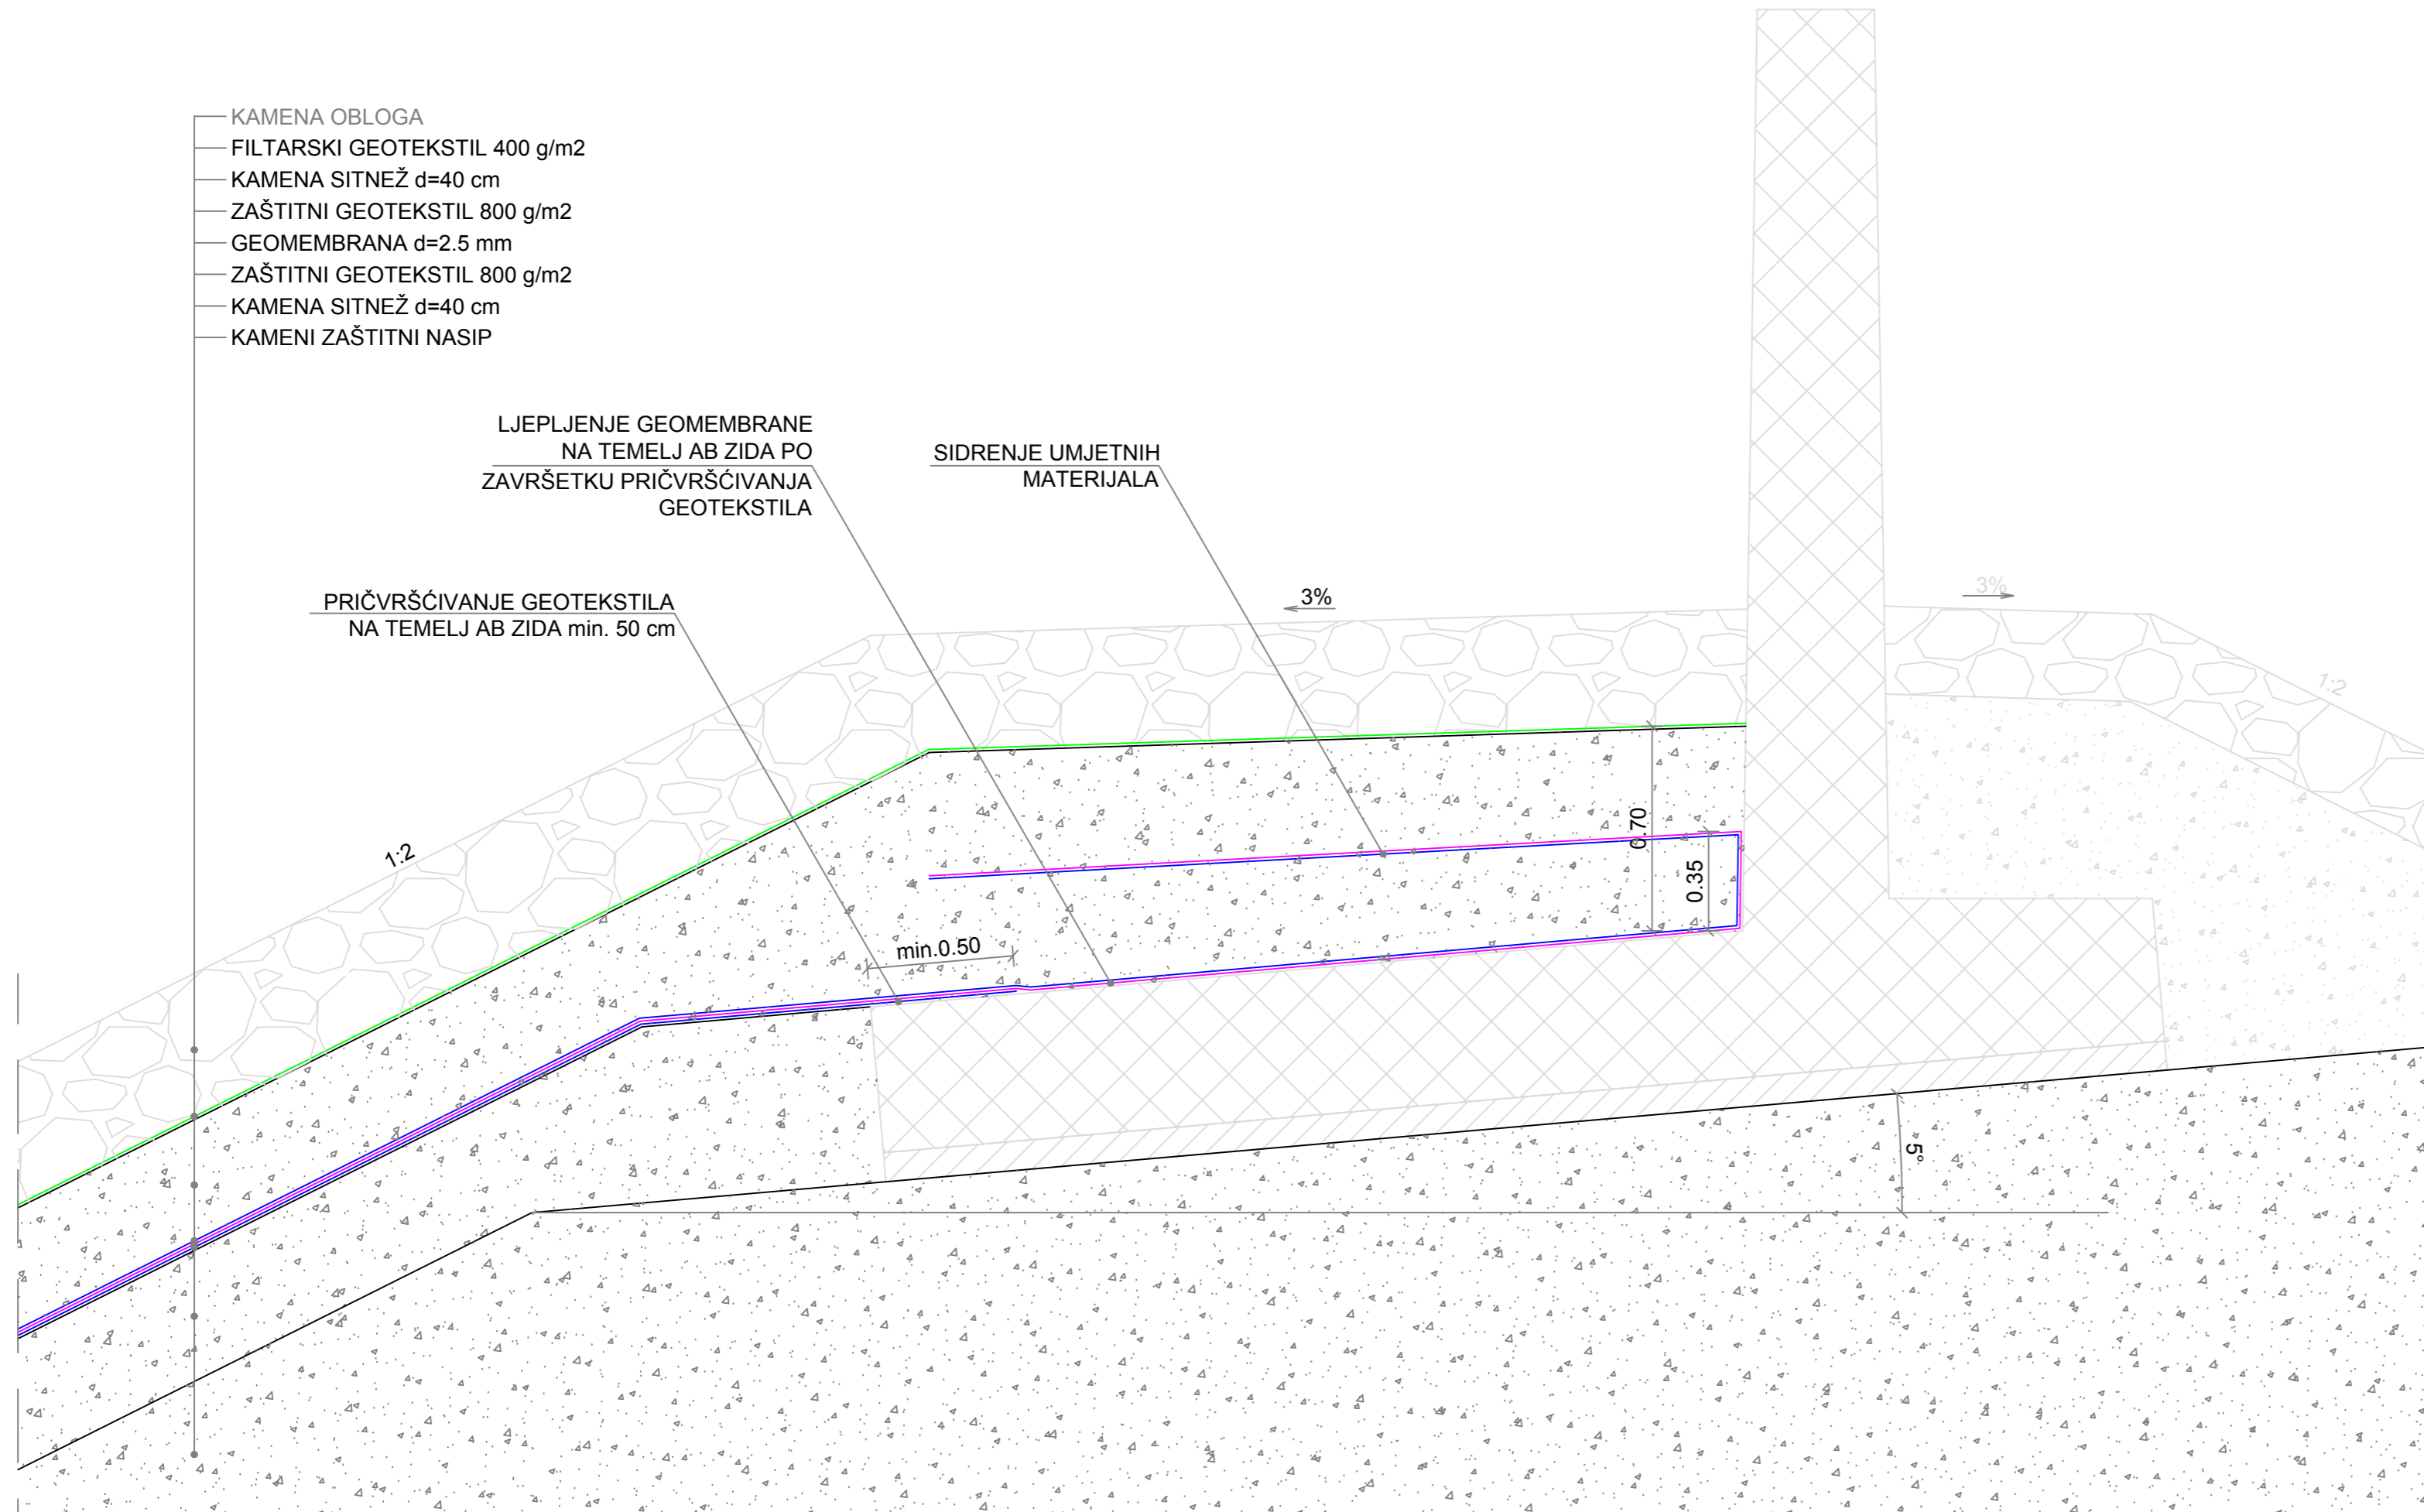 KAMENA OBLOGA
FILTARSKI GEOTEKSTIL 400 g/m2
KAMENA SITNEŽ d=40 cm
ZAŠTITNI GEOTEKSTIL 800 g/m2
GEOMEMBRANA d=2.5 mm
ZAŠTITNI GEOTEKSTIL 800 g/m2
KAMENA SITNEŽ d=40 cm
KAMENI ZAŠTITNI NASIP
LJEPLJENJE GEOMEMBRANE
NA TEMELJ AB ZIDA PO
ZAVRŠETKU PRIČVRŠĆIVANJA
GEOTEKSTILA
SIDRENJE UMJETNIH
MATERIJALA
PRIČVRŠĆIVANJE GEOTEKSTILA
NA TEMELJ AB ZIDA min. 50 cm
3%
3%
1:2
1:2
0.70
0.35
min.0.50
5°